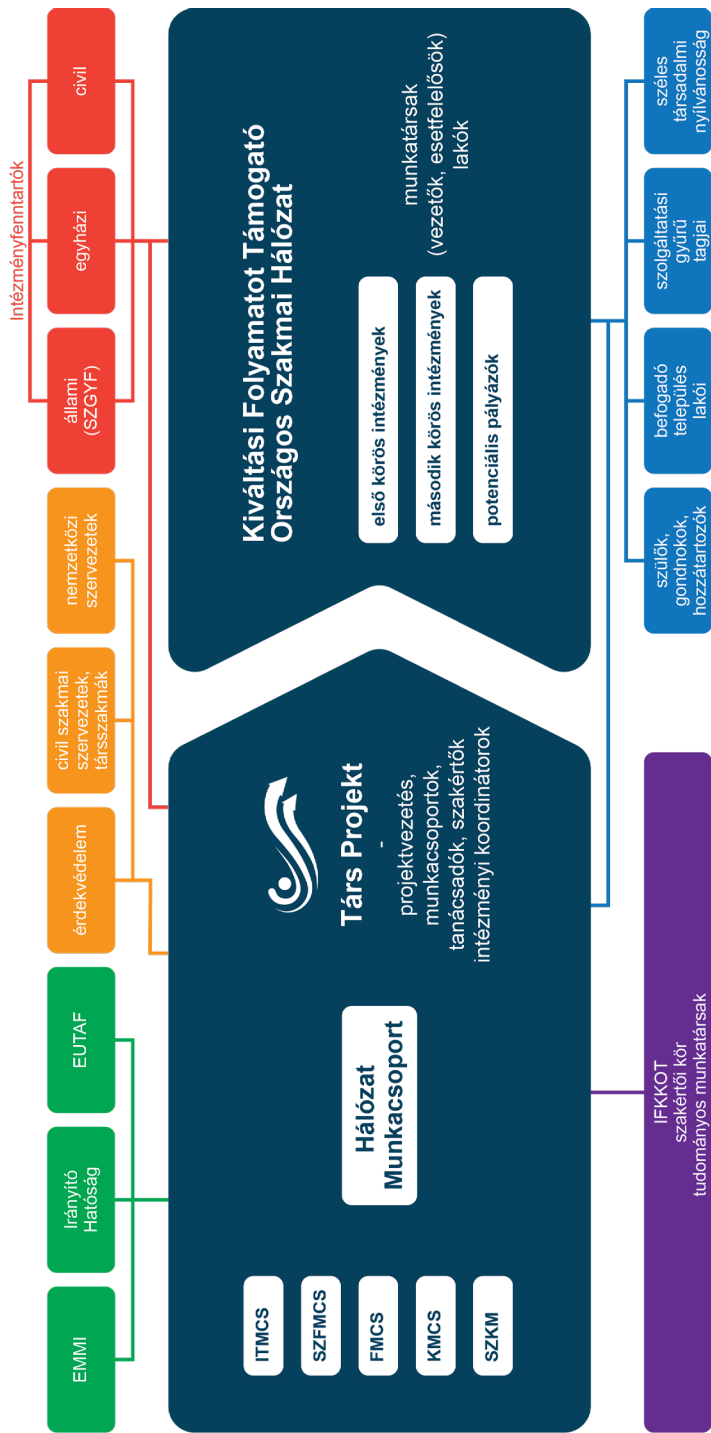 Intézményfenntartók
EMMI
Irányító
Hatóság
EUTAF
érdekvédelem
civil szakmai
szervezetek,
társszakmák
nemzetközi
szervezetek
állami
(SZGYF)
egyházi
civil
ITMCS
SZFMCS
FMCS
KMCS
SZKM
Hálózat
Munkacsoport
Társ Projekt
-
projektvezetés,
munkacsoportok,
tanácsadók, szakértők
intézményi koordinátorok
Kiváltási Folyamatot Támogató
Országos Szakmai Hálózat
első körös intézmények
második körös intézmények
potenciális pályázók
munkatársak
(vezetők, esetfelelősök)
lakók
IFKKOT
szakértői kör
tudományos munkatársak
szülők,
gondnokok,
hozzátartozók
befogadó
település
lakói
szolgáltatási
gyűrű
tagjai
széles
társadalmi
nyilvánosság